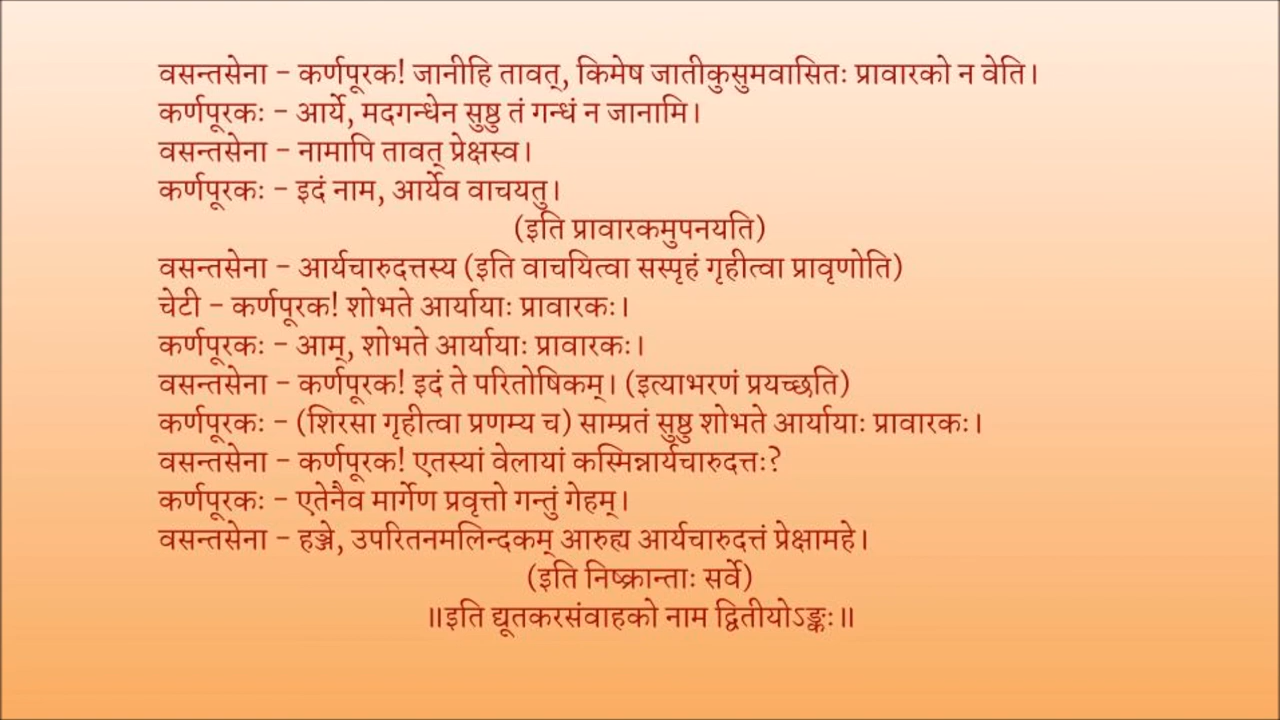 वसन्तसेना – कर्णपूरक! जानीहि तावत्, किमेष जातीकुसुमवासितः प्रावारको न वेति।
कर्णपूरकः – आर्ये, मदगन्धेन सुष्ठु तं गन्धं न जानामि।
वसन्तसेना – नामापि तावत् प्रेक्षस्व।
कर्णपूरकः – इदं नाम, आर्येव वाचयतु।
(इति प्रावारकमुपनयति)
वसन्तसेना – आर्यचारुदत्तस्य (इति वाचयित्वा सस्पृहं गृहीत्वा प्रावृणोति)
चेटी – कर्णपूरक! शोभते आर्यायाः प्रावारकः।
कर्णपूरकः – आम्, शोभते आर्यायाः प्रावारकः।
वसन्तसेना – कर्णपूरक! इदं ते परितोषिकम्। (इत्याभरणं प्रयच्छति)
कर्णपूरकः – (शिरसा गृहीत्वा प्रणम्य च) साम्प्रतं सुष्ठु शोभते आर्यायाः प्रावारकः।
वसन्तसेना – कर्णपूरक! एतस्यां वेलायां कस्मिन्नार्यचारुदत्तः?
कर्णपूरकः – एतेनैव मार्गेण प्रवृत्तो गन्तुं गेहम्।
वसन्तसेना – हञ्जे, उपरितनमलिन्दकम् आरुह्य आर्यचारुदत्तं प्रेक्षामहे।
(इति निष्क्रान्ताः सर्वे)
॥इति द्यूतकरसंवाहको नाम द्वितीयोऽङ्कः॥